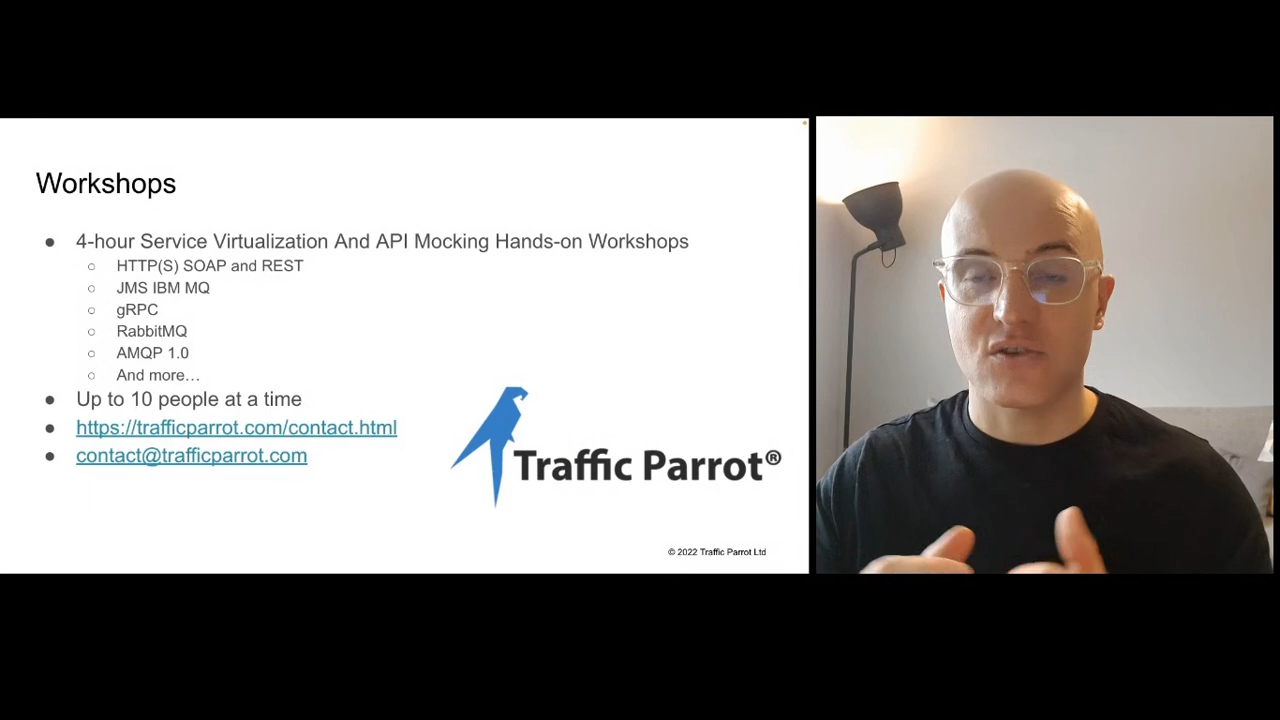 Workshops
● 4-hour Service Virtualization And API Mocking Hands-on Workshops
○ HTTP(S) SOAP and REST
○ JMS IBM MQ
○ gRPC
○ RabbitMQ
○ AMQP 1.0
○ And more…
● Up to 10 people at a time
● https://trafficparrot.com/contact.html
● contact@trafficparrot.com
Traffic Parrot®
© 2022 Traffic Parrot Ltd